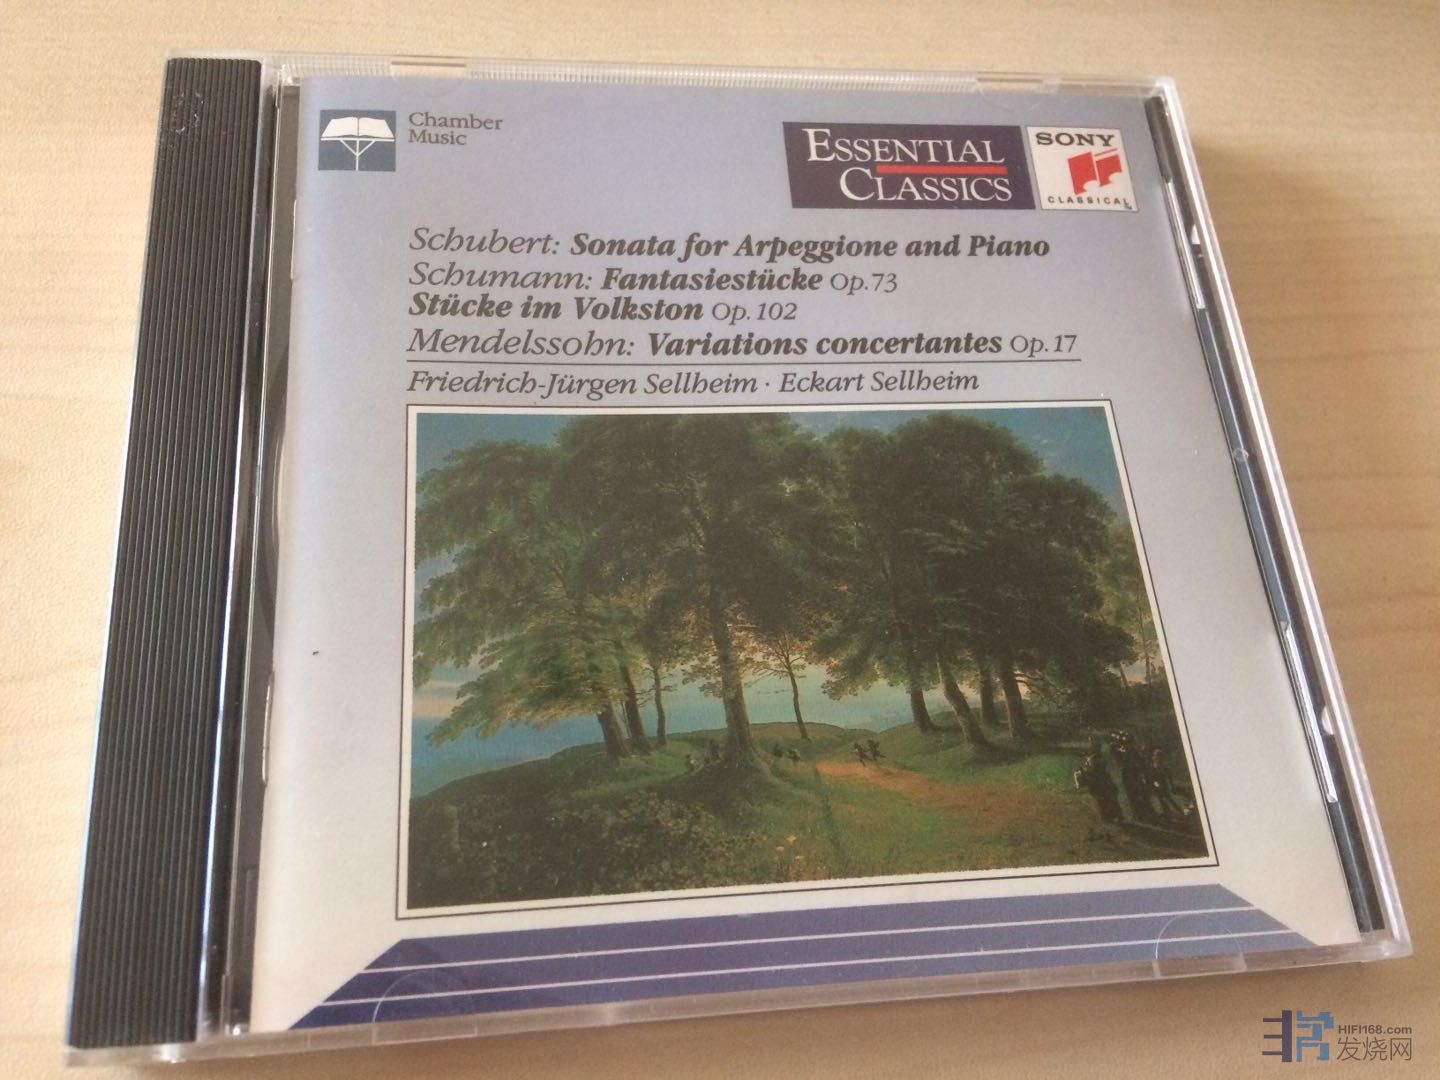 Chamber
Music
ESSENTIAL
CLASSICS
SONY
CLASSICAL
Schubert: Sonata for Arpeggione and Piano
Schumann: Fantasiestücke Op. 73
Stücke im Volkston Op. 102
Mendelssohn: Variations concertantes Op. 17
Friedrich-Jürgen Sellheim · Eckart Sellheim
HIFI168.com
发烧网